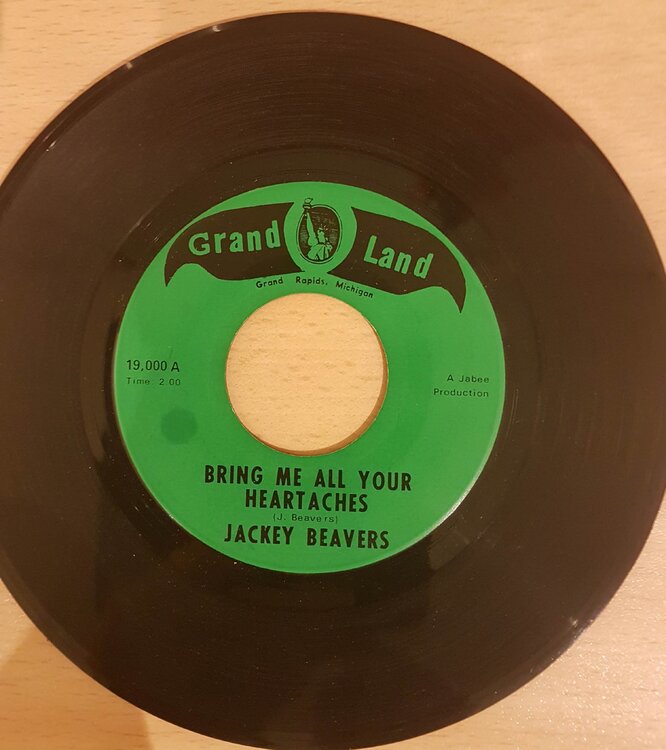 Grand Land
Grand Rapids, Michigan
19,000 A
Time: 2:00
A Jabee
Production
BRING ME ALL YOUR
HEARTACHES
(J. Beavers)
JACKEY BEAVERS